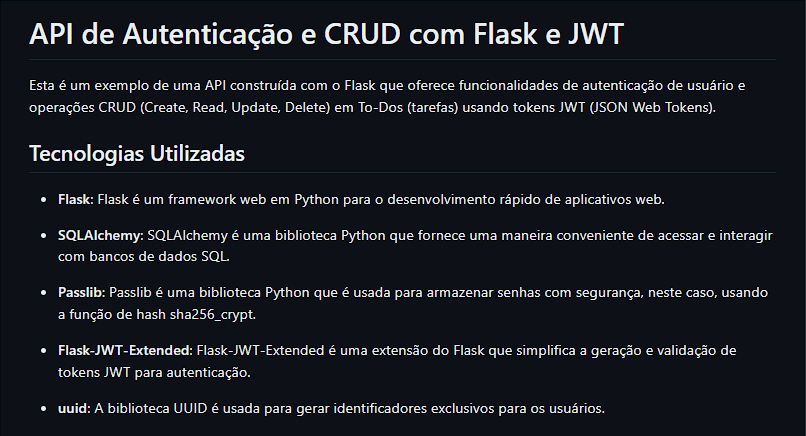 API de Autenticação e CRUD com Flask e JWT
Esta é um exemplo de uma API construída com o Flask que oferece funcionalidades de autenticação de usuário e
operações CRUD (Create, Read, Update, Delete) em To-Dos (tarefas) usando tokens JWT (JSON Web Tokens).
Tecnologias Utilizadas
• Flask: Flask é um framework web em Python para o desenvolvimento rápido de aplicativos web.
• SQLAlchemy: SQLAlchemy é uma biblioteca Python que fornece uma maneira conveniente de acessar e interagir
com bancos de dados SQL.
• Passlib: Passlib é uma biblioteca Python que é usada para armazenar senhas com segurança, neste caso, usando
a função de hash sha256_crypt.
• Flask-JWT-Extended: Flask-JWT-Extended é uma extensão do Flask que simplifica a geração e validação de
tokens JWT para autenticação.
• uuid: A biblioteca UUID é usada para gerar identificadores exclusivos para os usuários.